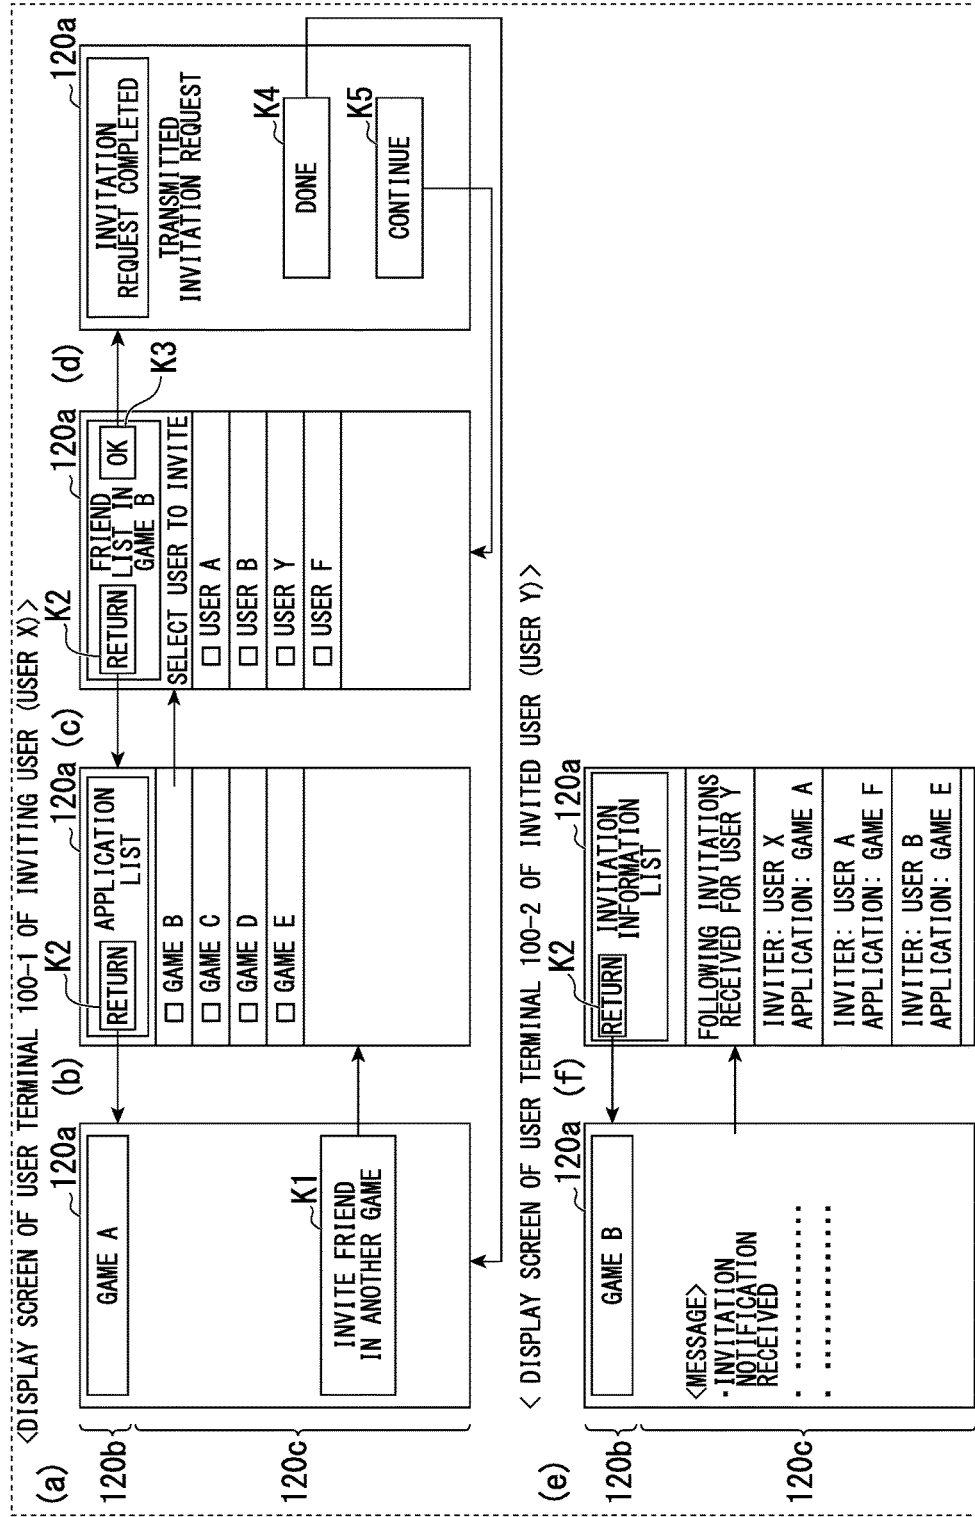 <DISPLAY SCREEN OF USER TERMINAL 100-1 OF INVITING USER (USER X)>
(a)
120a
120b
120c
GAME A
K1
INVITE FRIEND
IN ANOTHER GAME
(b)
K2
120a
RETURN
APPLICATION
LIST
GAME B
GAME C
GAME D
GAME E
(c)
K2
120a
RETURN
FRIEND
LIST IN
GAME B
OK
K3
SELECT USER TO INVITE
USER A
USER B
USER Y
USER F
(d)
120a
INVITATION
REQUEST COMPLETED
TRANSMITTED
INVITATION REQUEST
K4
DONE
K5
CONTINUE
< DISPLAY SCREEN OF USER TERMINAL 100-2 OF INVITED USER (USER Y)>
(e)
120a
120b
120c
GAME B
<MESSAGE>
・INVITATION
NOTIFICATION
RECEIVED
(f)
K2
120a
RETURN
INVITATION
INFORMATION
LIST
FOLLOWING INVITATIONS
RECEIVED FOR USER Y
INVITER: USER X
APPLICATION: GAME A
INVITER: USER A
APPLICATION: GAME F
INVITER: USER B
APPLICATION: GAME E